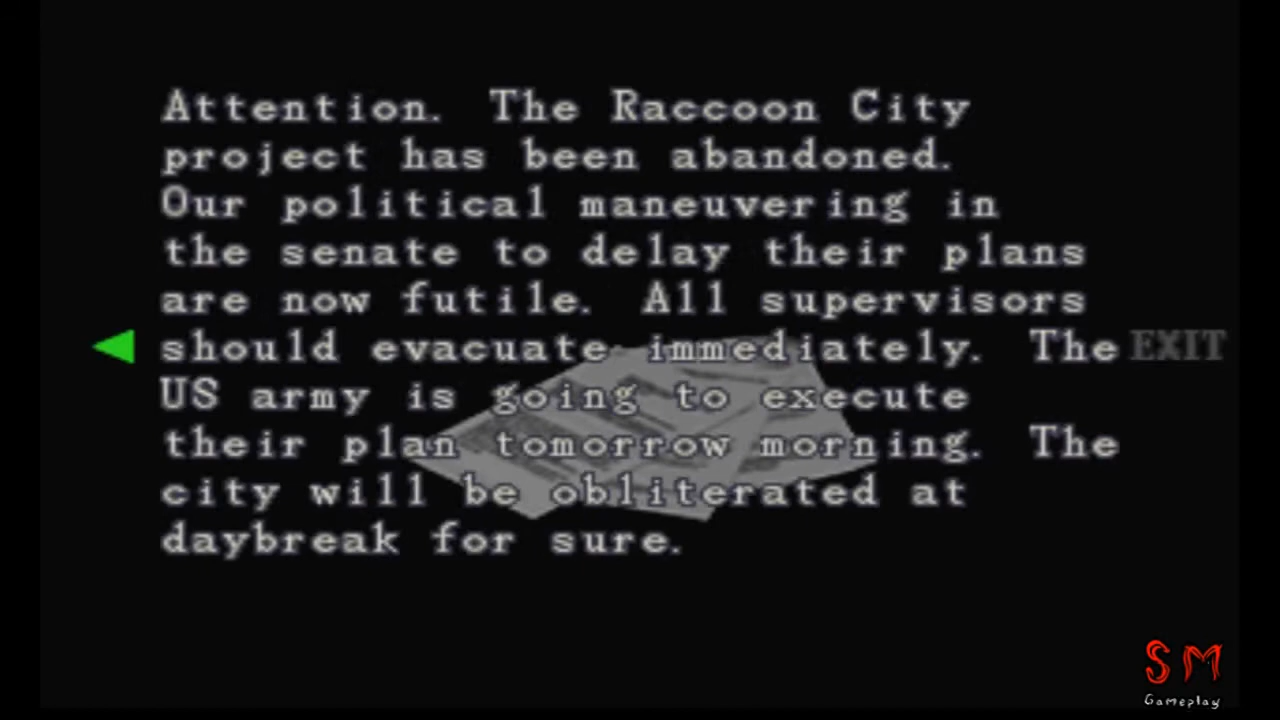 Attention. The Raccoon City
project has been abandoned.
Our political maneuvering in
the senate to delay their plans
are now futile. All supervisors
should evacuate immediately. The
EXIT
US army is going to execute
their plan tomorrow morning. The
city will be obliterated at
daybreak for sure.
SM
Gameplay